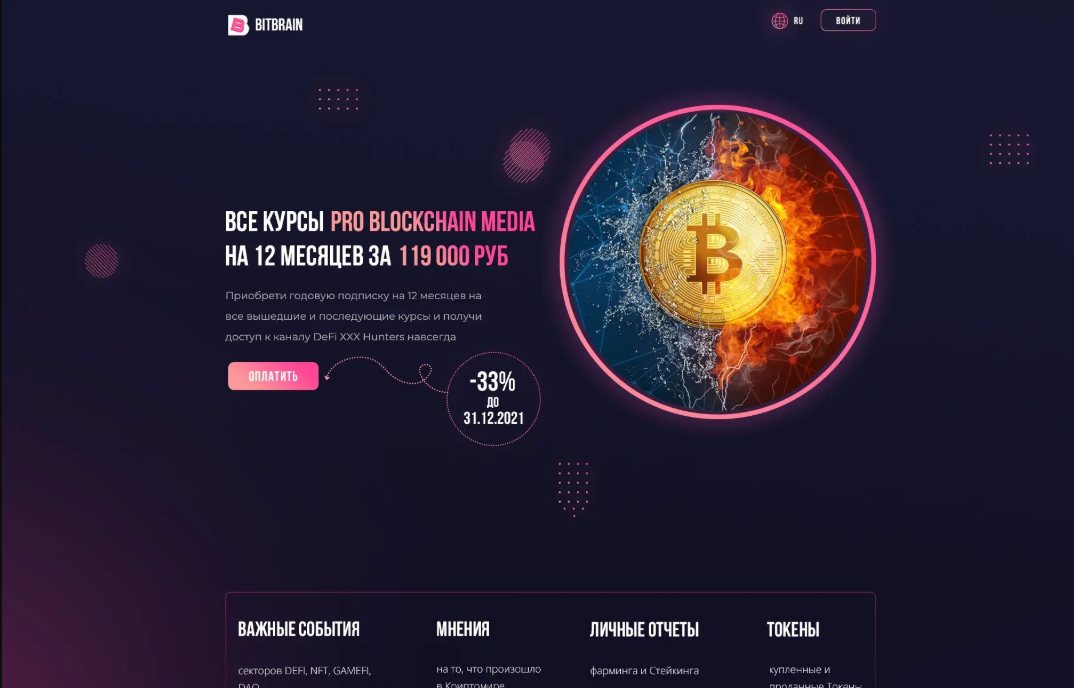 BITBRAIN
RU
ВОЙТИ
ВСЕ КУРСЫ PRO BLOCKCHAIN MEDIA
НА 12 МЕСЯЦЕВ ЗА 119 000 РУБ
Приобрети годовую подписку на 12 месяцев на
все вышедшие и последующие курсы и получи
доступ к каналу DeFi XXX Hunters навсегда
ОПЛАТИТЬ
-33%
ДО
31.12.2021
ВАЖНЫЕ СОБЫТИЯ
секторов DEFI, NFT, GAMEFI,
DAO
МНЕНИЯ
на то, что произошло
в Криптомире
ЛИЧНЫЕ ОТЧЕТЫ
фарминга и Стейкинга
ТОКЕНЫ
купленные и
проданные Токены